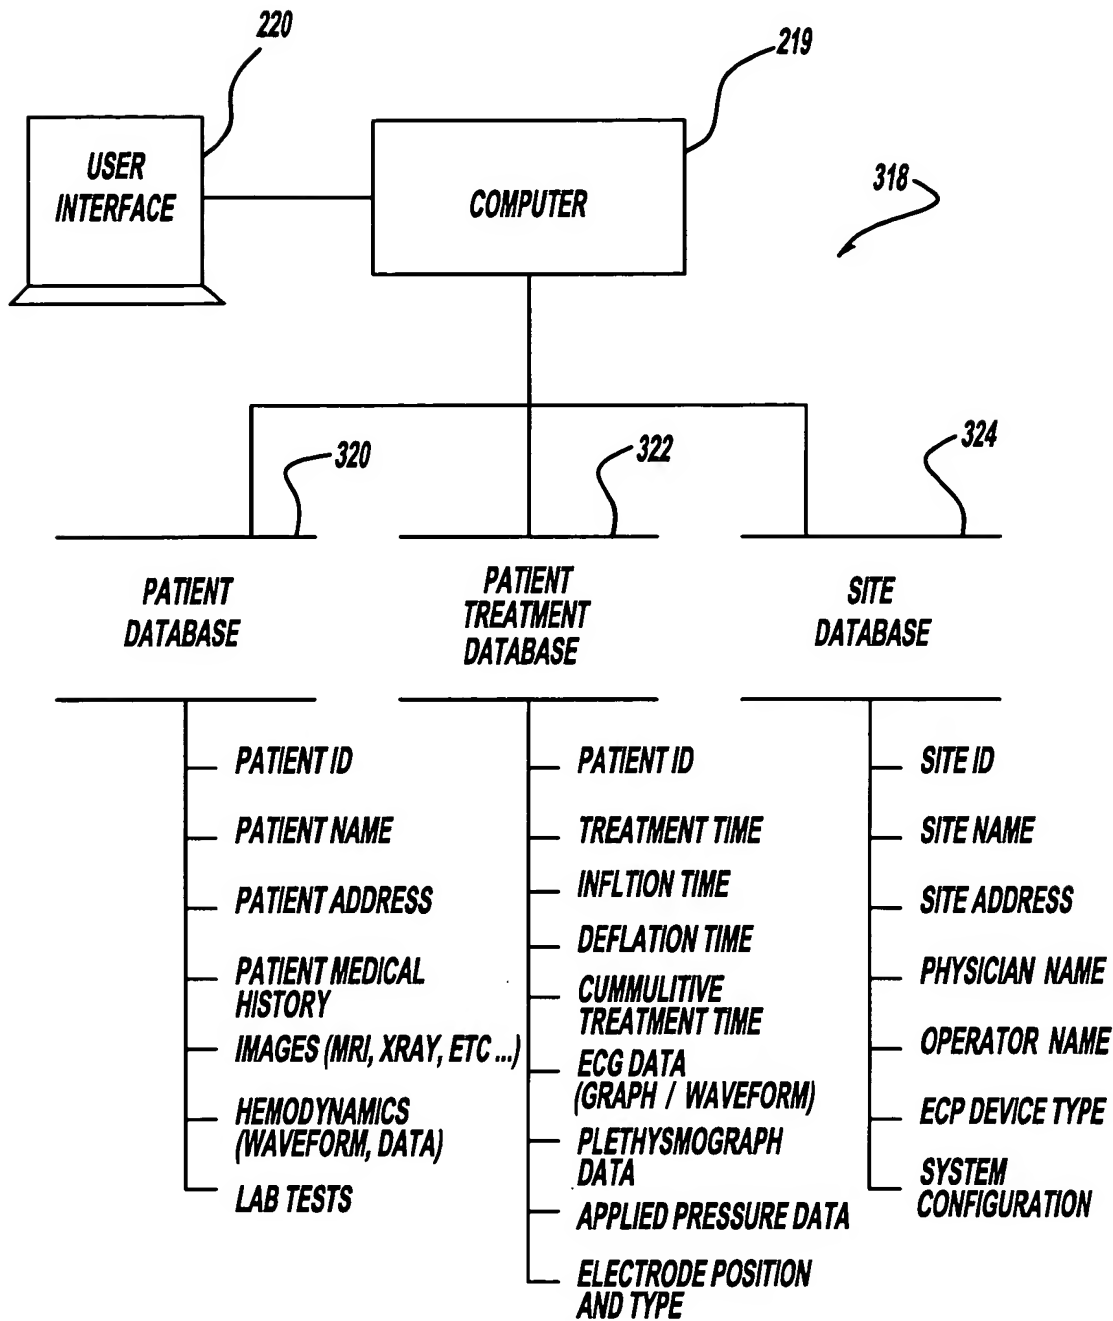 220
219
USER
INTERFACE
COMPUTER
318
320
322
324
PATIENT
DATABASE
PATIENT
TREATMENT
DATABASE
SITE
DATABASE
PATIENT ID
PATIENT NAME
PATIENT ADDRESS
PATIENT MEDICAL
HISTORY
IMAGES (MRI, XRAY, ETC ...)
HEMODYNAMICS
(WAVEFORM, DATA)
LAB TESTS
PATIENT ID
TREATMENT TIME
INFLTION TIME
DEFLATION TIME
CUMMULITIVE
TREATMENT TIME
ECG DATA
(GRAPH / WAVEFORM)
PLETHYSMOGRAPH
DATA
APPLIED PRESSURE DATA
ELECTRODE POSITION
AND TYPE
SITE ID
SITE NAME
SITE ADDRESS
PHYSICIAN NAME
OPERATOR NAME
ECP DEVICE TYPE
SYSTEM
CONFIGURATION